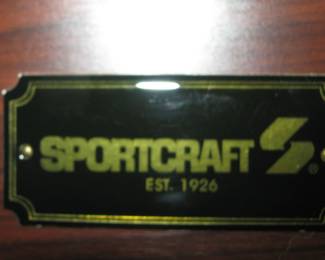 SPORTCRAFT ®
EST. 1926